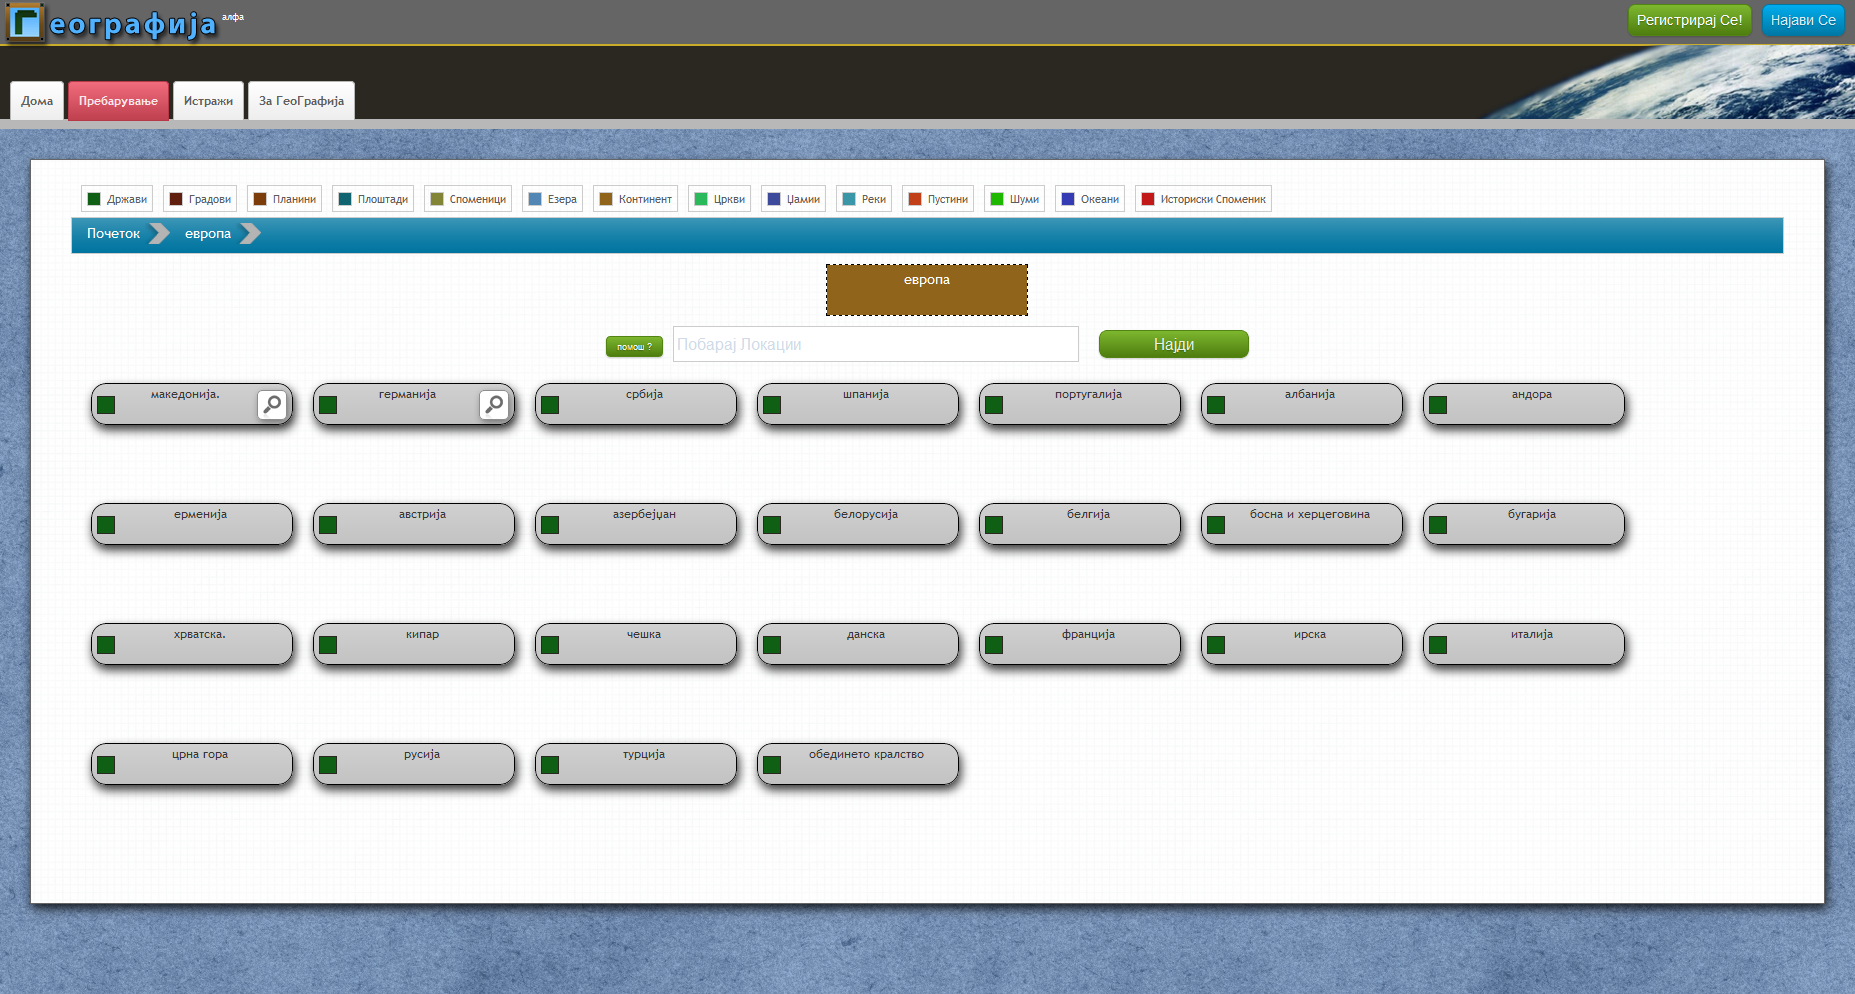 Географија алфа
Регистрирај Се! Најави Се
Дома Пребарување Истражи За ГеоГрафија
Држави Градови Планини Плоштади Споменици Езера Континент Цркви Џамии Реки Пустини Шуми Океани Историски Споменик
Почеток европа
европа
помош ? Побарај Локации Најди
македонија. германија србија шпанија португалија албанија андора
ерменија австрија азербејџан белорусија белгија босна и херцеговина бугарија
хрватска. кипар чешка данска франција ирска италија
црна гора русија турција обединето кралство